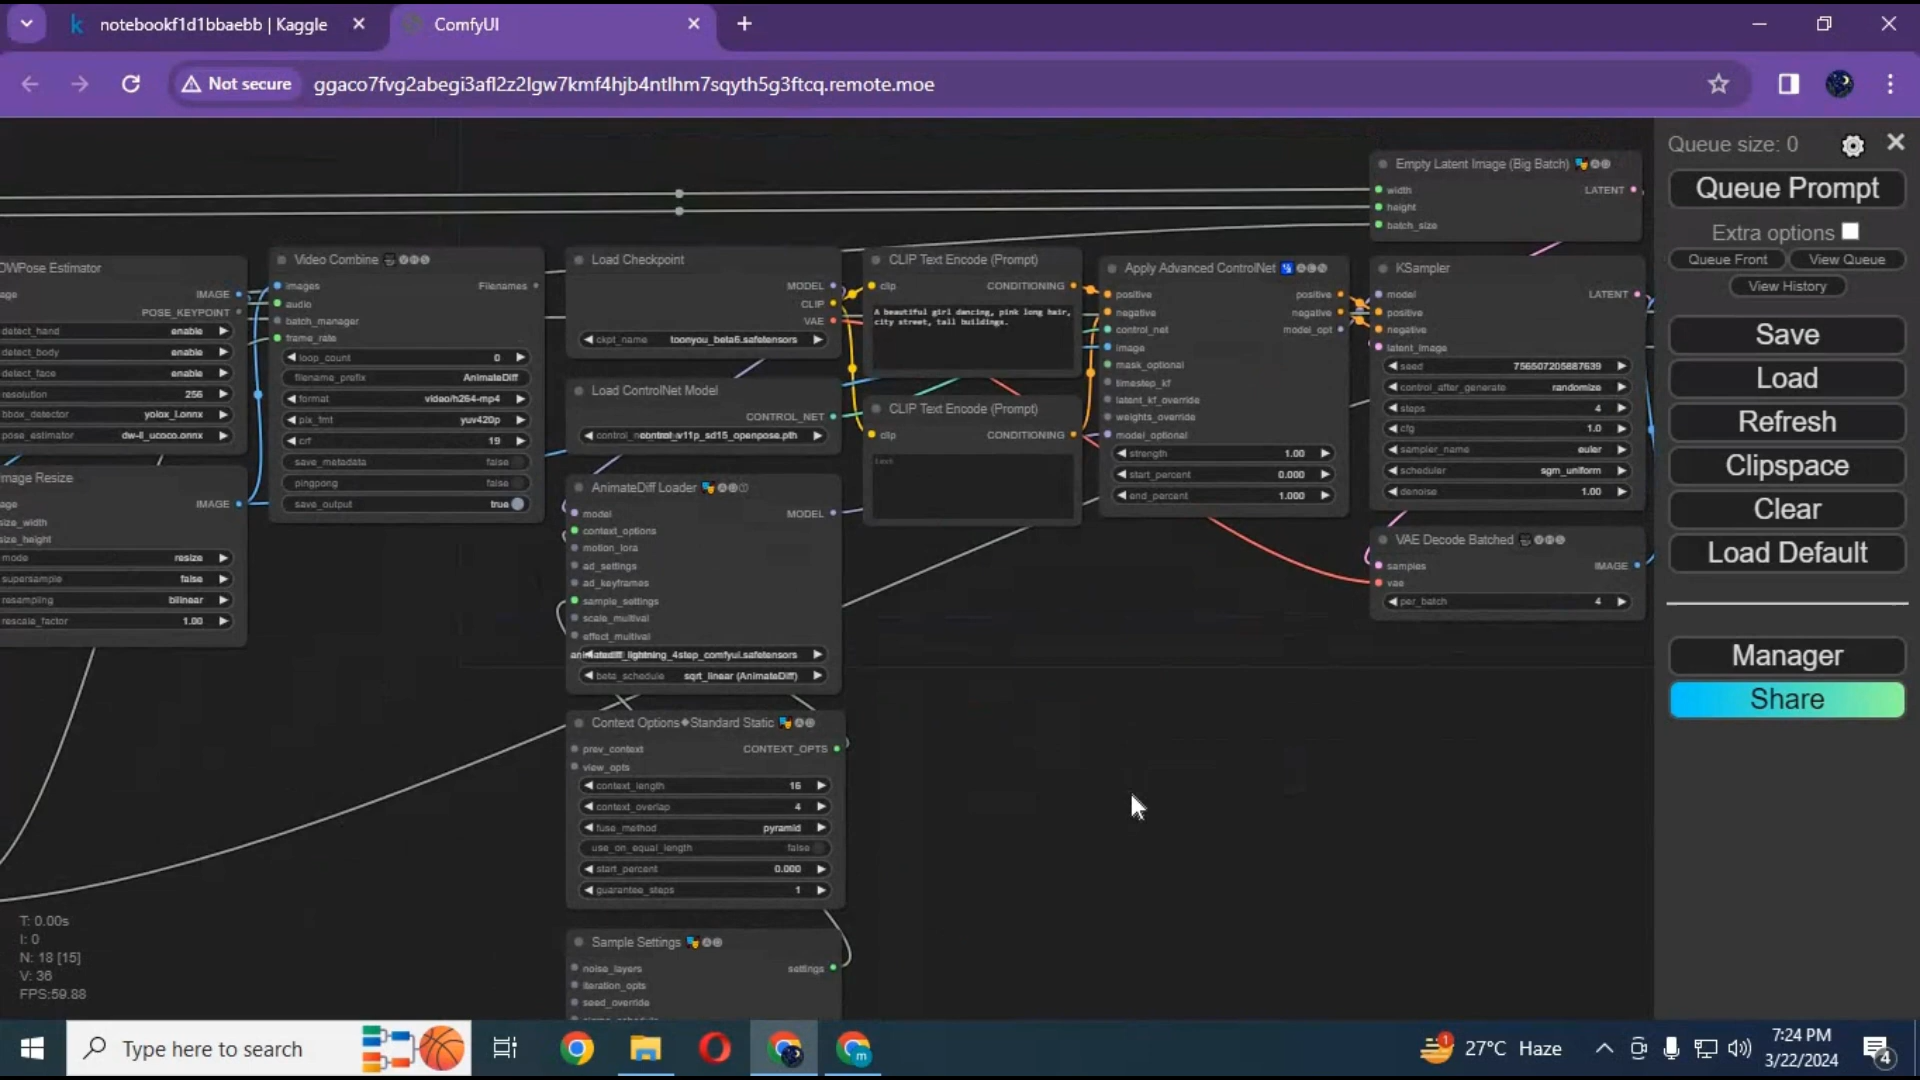 notebookf1d1bbaebb | Kaggle
ComfyUI
Not secure
ggaco7fvg2abegi3afl2z2lgw7kmf4hjb4ntlhm7sqyth5g3ftcq.remote.moe
Queue size: 0
Queue Prompt
Extra options
Queue Front
View Queue
View History
Save
Load
Refresh
Clipspace
Clear
Load Default
Manager
Share
IMAGE
POSE_KEYPOINT
detect_hand enable
detect_body enable
detect_face enable
resolution 256
bbox_detector yolox_l.onnx
pose_estimator dw-ll_ucoco.onnx
IMAGE
mode resize
supersample false
resampling bilinear
rescale_factor 1.00
Video Combine
images Filenames
audio
batch_manager
frame_rate
loop_count 0
filename_prefix AnimateDiff
format video/h264-mp4
pix_fmt yuv420p
crf 19
save_metadata false
pingpong false
save_output true
Load Checkpoint
MODEL
CLIP
VAE
ckpt_name toonyou_beta6.safetensors
Load ControlNet Model
CONTROL_NET
control_v11p_sd15_openpose.pth
AnimateDiff Loader
model MODEL
context_options
motion_lora
ad_settings
ad_keyframes
sample_settings
scale_multival
effect_multival
animatediff_lightning_4step_comfyui.safetensors
beta_schedule sqrt_linear (AnimateDiff)
Context Options◆Standard Static
prev_context CONTEXT_OPTS
view_opts
context_length 16
context_overlap 4
fuse_method pyramid
use_on_equal_length false
start_percent 0.000
guarantee_steps 1
Sample Settings
noise_layers settings
iteration_opts
seed_override
CLIP Text Encode (Prompt)
clip CONDITIONING
A beautiful girl dancing, pink long hair,
city street, tall buildings.
CLIP Text Encode (Prompt)
clip CONDITIONING
text
Apply Advanced ControlNet
positive positive
negative negative
control_net model_opt
image
mask_optional
timestep_kf
latent_kf_override
weights_override
model_optional
strength 1.00
start_percent 0.000
end_percent 1.000
Empty Latent Image (Big Batch)
width LATENT
height
batch_size
KSampler
model LATENT
positive
negative
latent_image
seed 756507205887639
control_after_generate randomize
steps 4
cfg 1.0
sampler_name euler
scheduler sgm_uniform
denoise 1.00
VAE Decode Batched
samples IMAGE
vae
per_batch 4
T: 0.00s
I: 0
N: 18 [15]
V: 36
FPS:59.88
Type here to search
27°C Haze
7:24 PM
3/22/2024
4